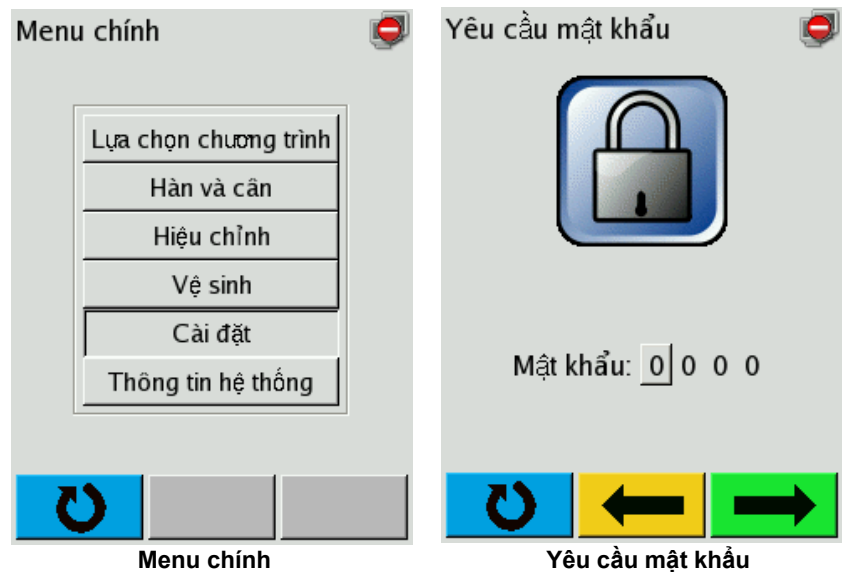 Menu chính
Lựa chọn chương trình
Hàn và cân
Hiệu chỉnh
Vệ sinh
Cài đặt
Thông tin hệ thống
Menu chính
Yêu cầu mật khẩu
Mật khẩu: 0 0 0 0
Yêu cầu mật khẩu